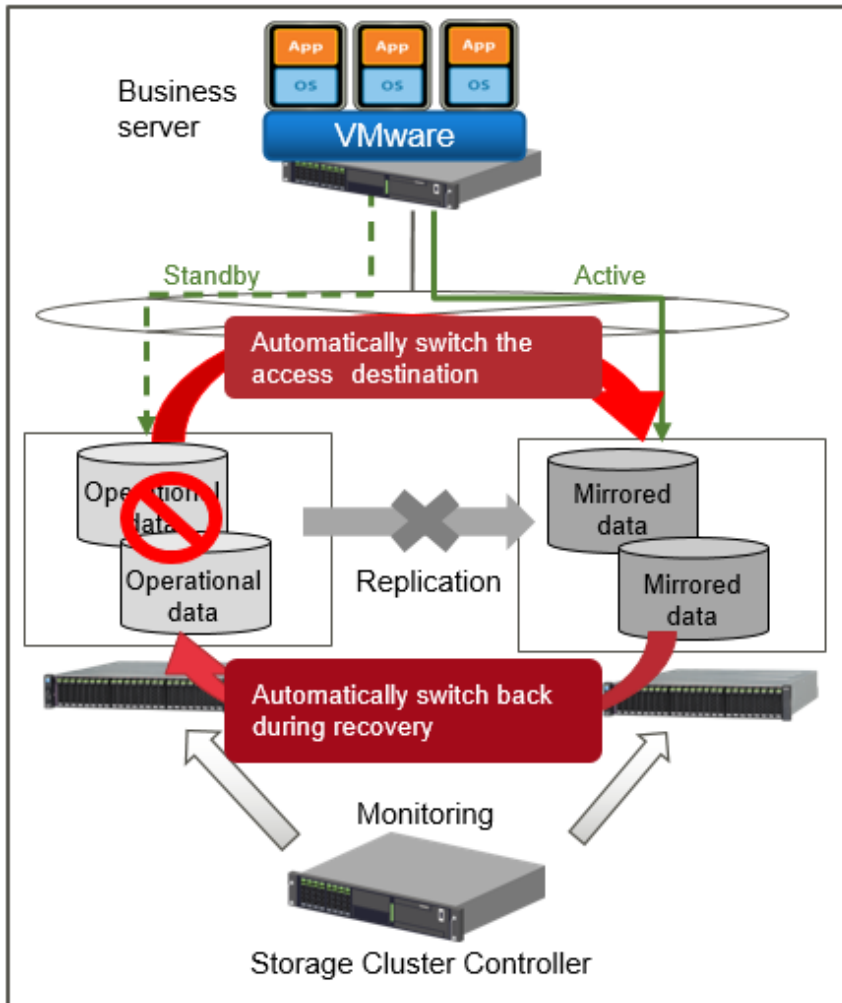 App
App
App
OS
OS
OS
Business
server
VMware
Standby
Active
Automatically switch the
access destination
Operational
data
Operational
data
Mirrored
data
Mirrored
data
Replication
Automatically switch back
during recovery
Monitoring
Storage Cluster Controller